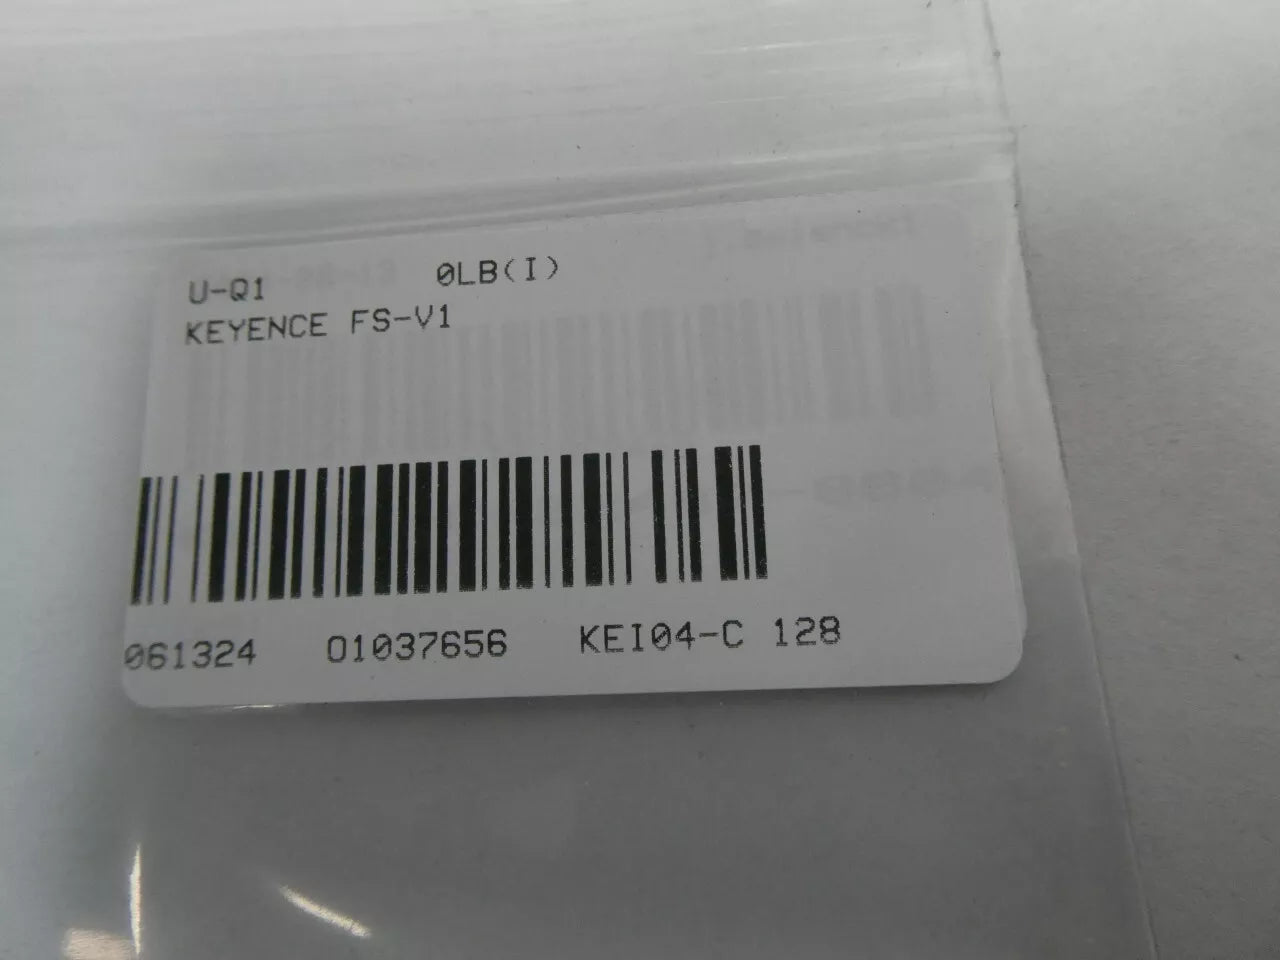 U-Q1 0LB(I)
KEYENCE FS-V1
061324 01037656 KEI04-C 128